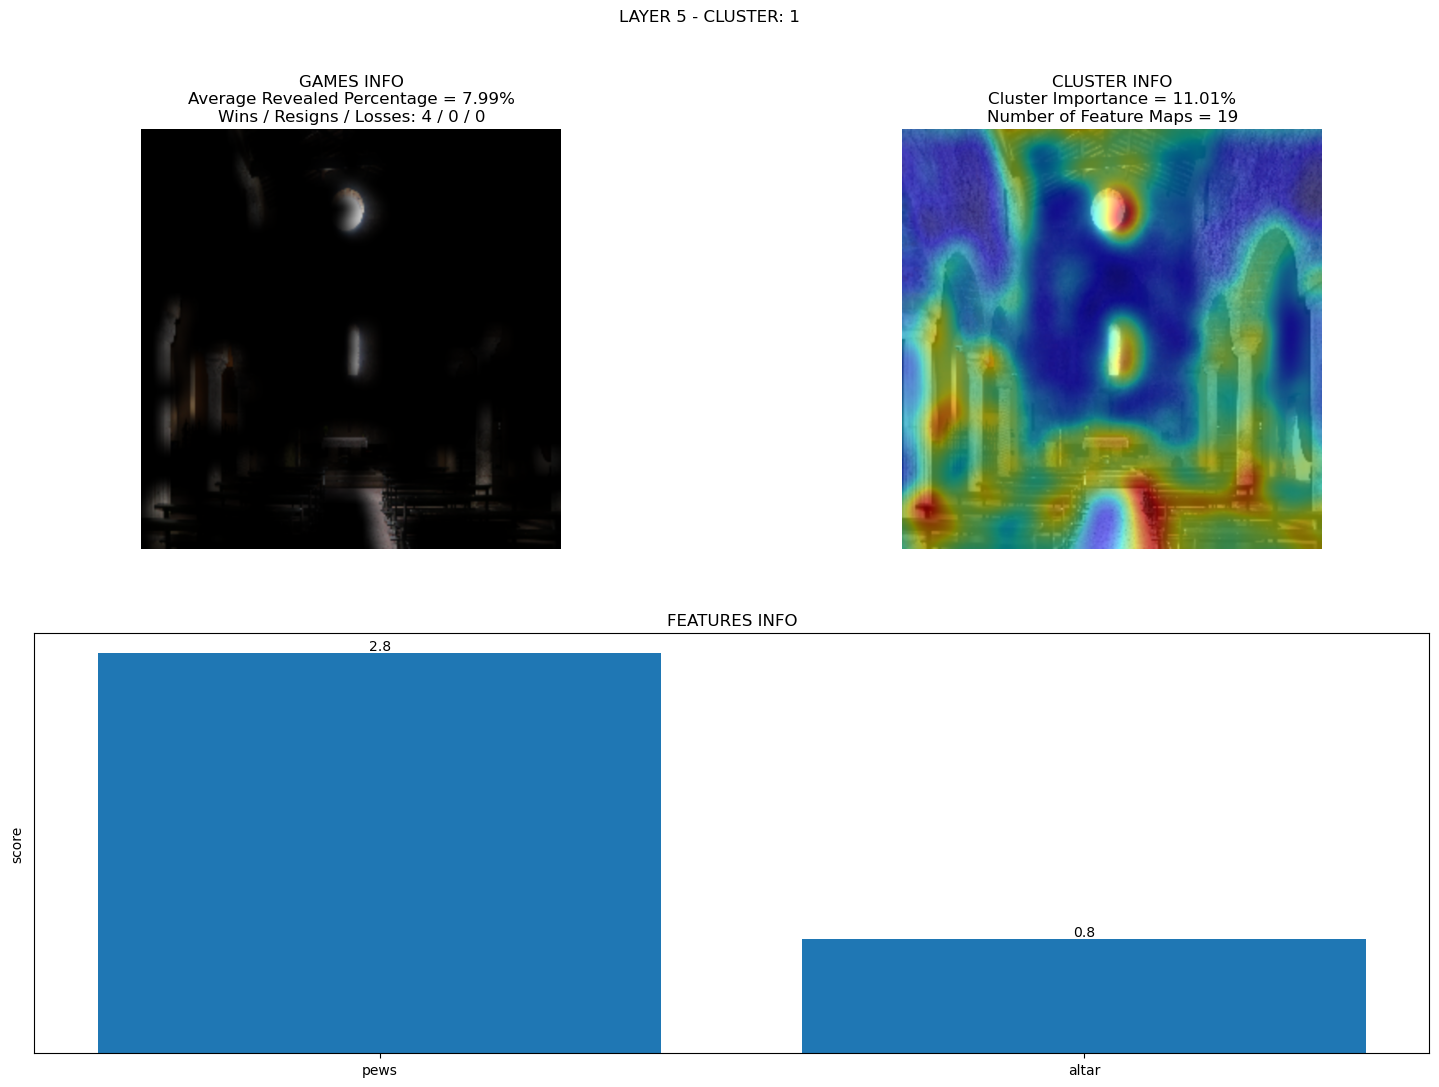 LAYER 5 - CLUSTER: 1
GAMES INFO
Average Revealed Percentage = 7.99%
Wins / Resigns / Losses: 4 / 0 / 0
CLUSTER INFO
Cluster Importance = 11.01%
Number of Feature Maps = 19
FEATURES INFO
2.8
0.8
score
pews
altar